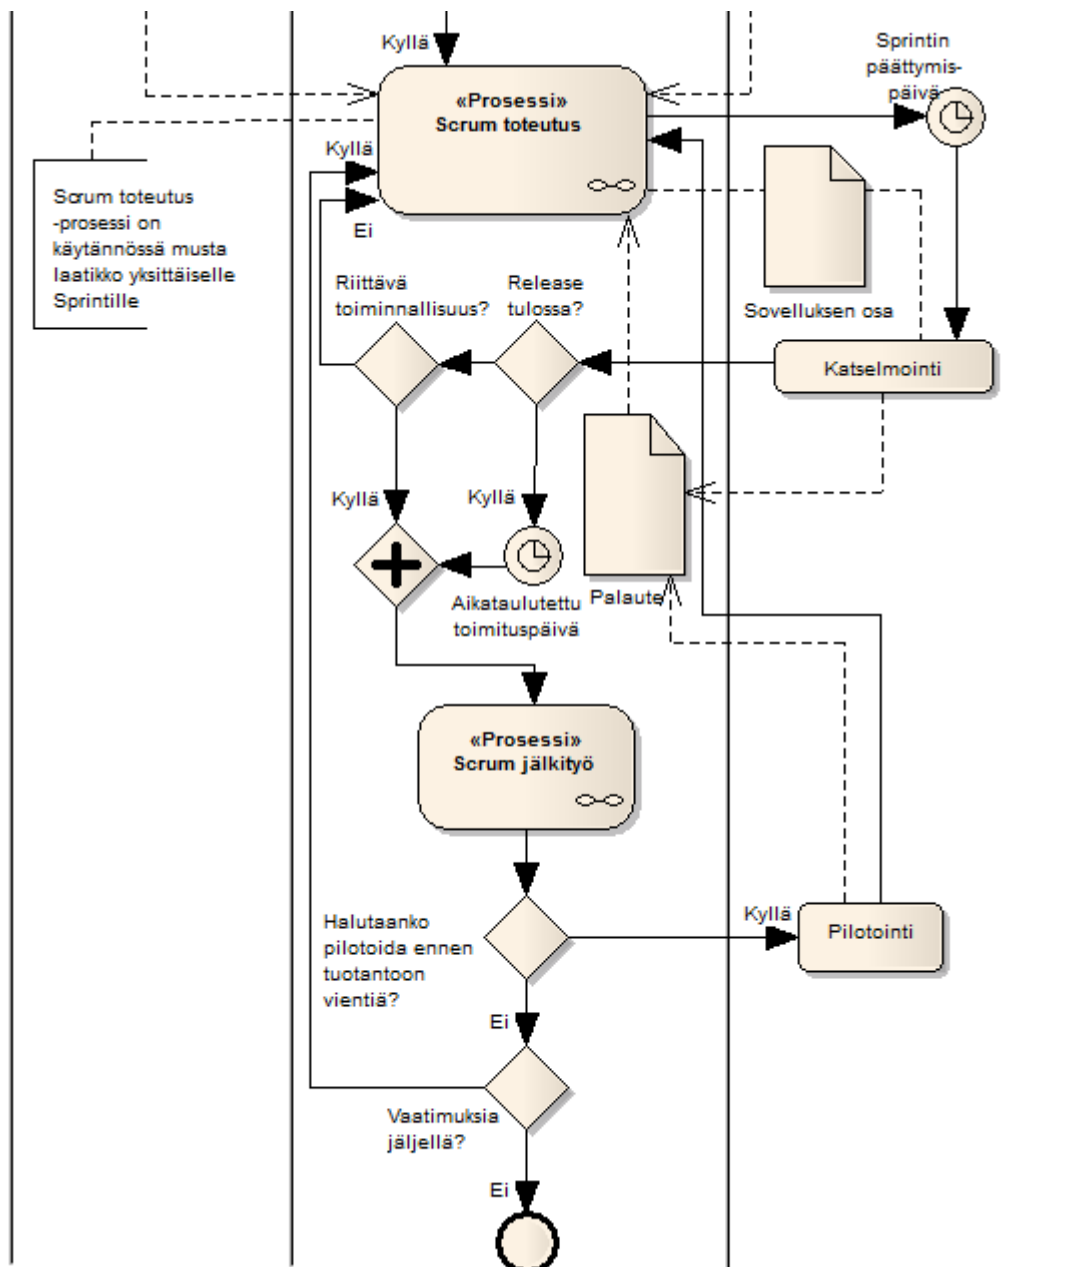 Kyllä
Sprintin
päättymis-
päivä
«Prosessi»
Scrum toteutus
Kyllä
Ei
Scrum toteutus
-prosessi on
käytännössä musta
laatikko yksittäiselle
Sprintille
Riittävä
toiminnallisuus?
Release
tulossa?
Sovelluksen osa
Katselmointi
Kyllä
Kyllä
Aikataulutettu
toimituspäivä
Palaute
«Prosessi»
Scrum jälkityö
Halutaanko
pilotoida ennen
tuotantoon
vientiä?
Kyllä
Pilotointi
Ei
Vaatimuksia
jäljellä?
Ei